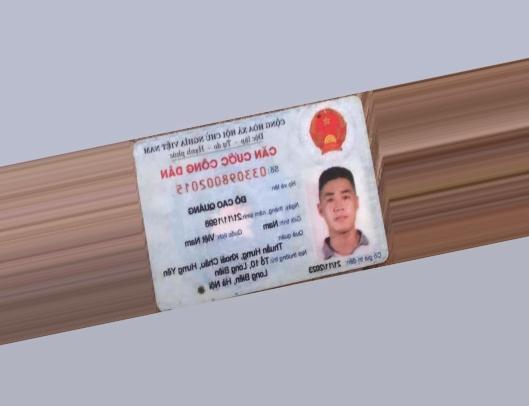 CỘNG HÒA XÃ HỘI CHỦ NGHĨA VIỆT NAM
Độc lập - Tự do - Hạnh phúc
CĂN CƯỚC CÔNG DÂN
Số: 033098002015
Họ và tên
ĐỖ CAO QUẢNG
Ngày, tháng, năm sinh: 21/11/1998
Giới tính: Nam Quốc tịch: Việt Nam
Quê quán:
Thuần Hưng, Khoái Châu, Hưng Yên
Nơi thường trú: Tổ 10, Long Biên
Long Biên, Hà Nội
Có giá trị đến: 21/11/2023